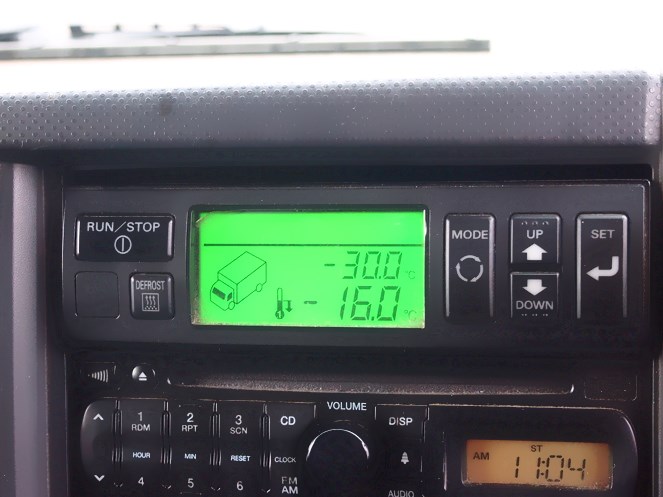 RUN/STOP
DEFROST
-30.0 °C
-16.0 °C
MODE
UP
DOWN
SET
VOLUME
1 RDM
2 RPT
3 SCN
CD
DISP
HOUR
MIN
RESET
CLOCK
4
5
6
FM
AM
AUDIO
AM
ST
11:04